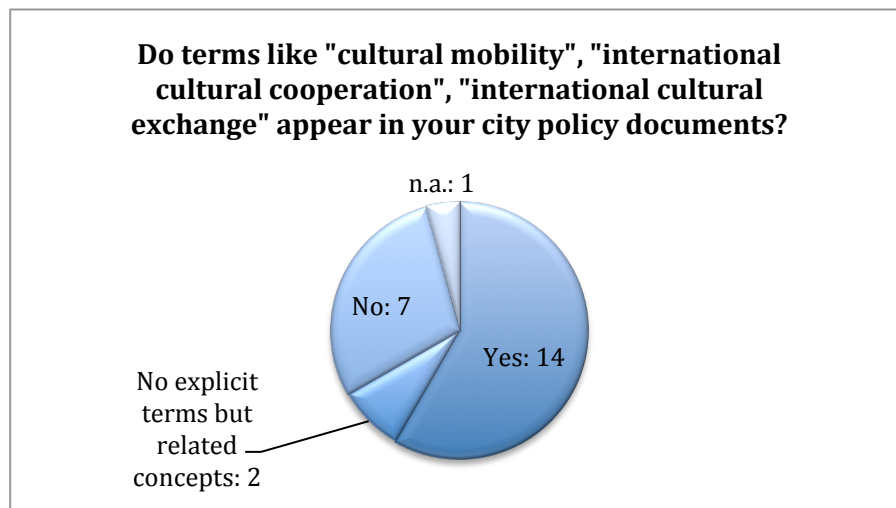 Do terms like "cultural mobility", "international
cultural cooperation", "international cultural
exchange" appear in your city policy documents?
n.a.: 1
No: 7
Yes: 14
No explicit
terms but
related
concepts: 2